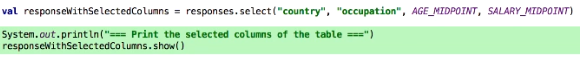 val responseWithSelectedColumns = responses.select("country", "occupation", AGE_MIDPOINT, SALARY_MIDPOINT)
System.out.println("=== Print the selected columns of the table ===")
responseWithSelectedColumns.show()